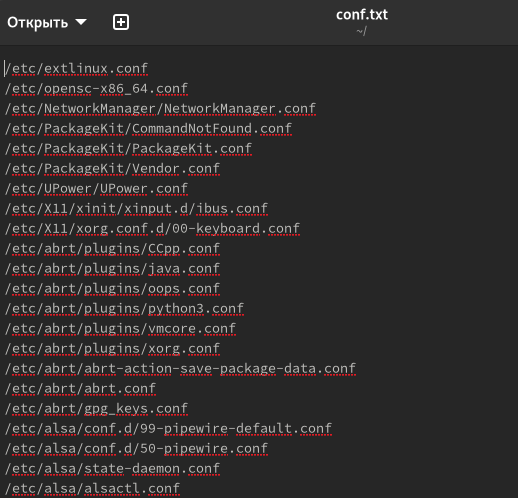 Открыть
conf.txt
~/
/etc/extlinux.conf
/etc/opensc-x86_64.conf
/etc/NetworkManager/NetworkManager.conf
/etc/PackageKit/CommandNotFound.conf
/etc/PackageKit/PackageKit.conf
/etc/PackageKit/Vendor.conf
/etc/UPower/UPower.conf
/etc/X11/xinit/xinput.d/ibus.conf
/etc/X11/xorg.conf.d/00-keyboard.conf
/etc/abrt/plugins/CCpp.conf
/etc/abrt/plugins/java.conf
/etc/abrt/plugins/oops.conf
/etc/abrt/plugins/python3.conf
/etc/abrt/plugins/vmcore.conf
/etc/abrt/plugins/xorg.conf
/etc/abrt/abrt-action-save-package-data.conf
/etc/abrt/abrt.conf
/etc/abrt/gpg_keys.conf
/etc/alsa/conf.d/99-pipewire-default.conf
/etc/alsa/conf.d/50-pipewire.conf
/etc/alsa/state-daemon.conf
/etc/alsa/alsactl.conf